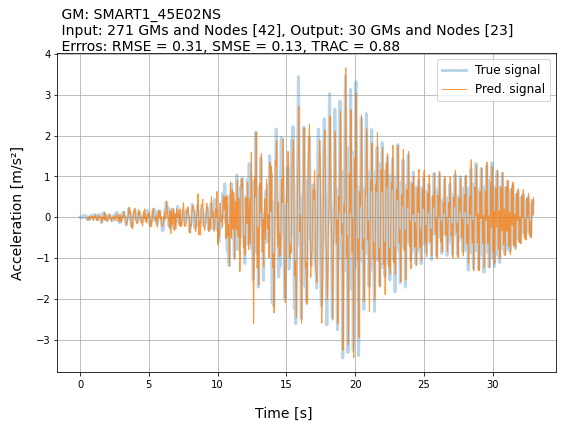 GM: SMART1_45E02NS
Input: 271 GMs and Nodes [42], Output: 30 GMs and Nodes [23]
Erros: RMSE = 0.31, SMSE = 0.13, TRAC = 0.88
True signal
Pred. signal
Acceleration [m/s²]
4
3
2
1
0
−1
−2
−3
0
5
10
15
20
25
30
Time [s]